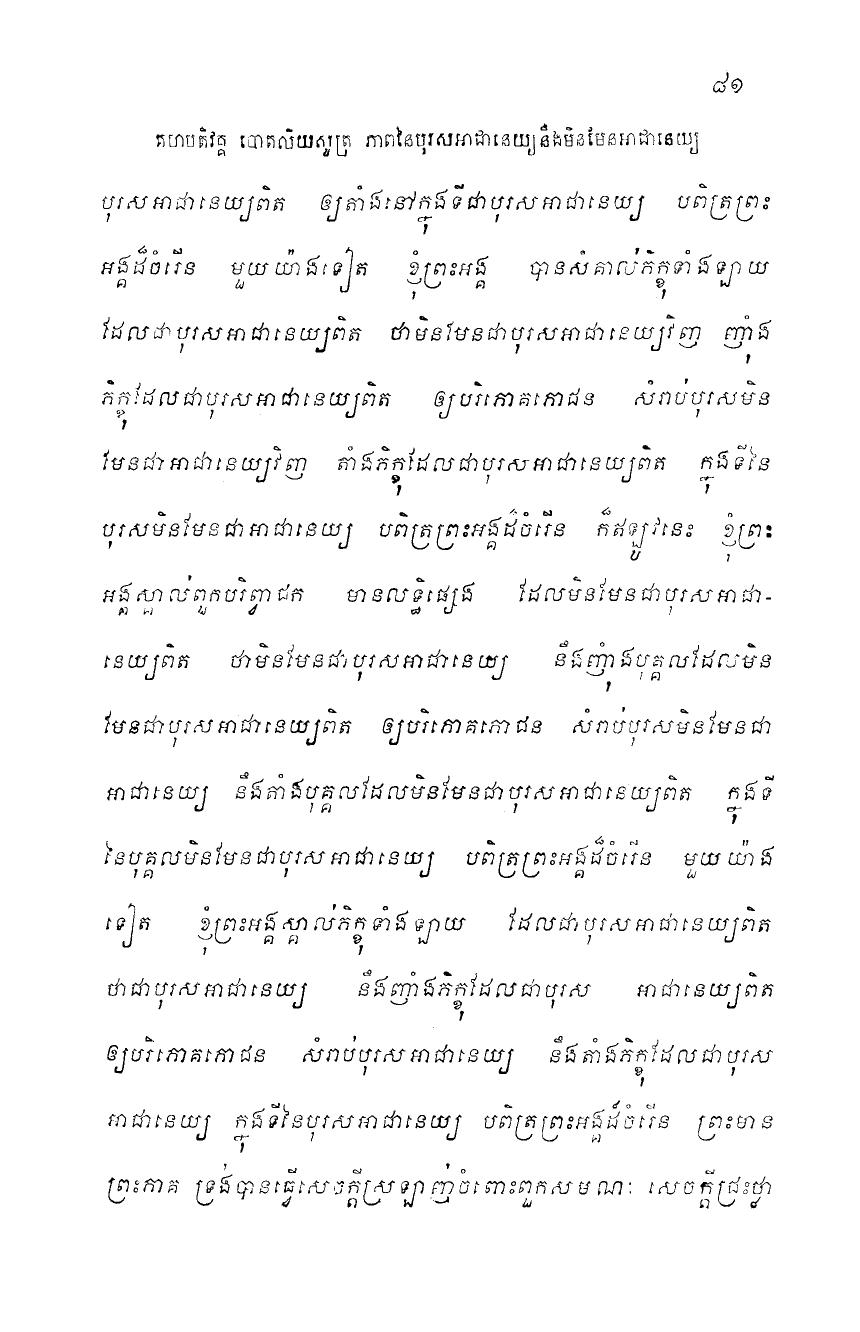 ៨១
គហបតិវគ្គ បោតលិយសូត្រ ភាពនៃបុរសអាជានេយ្យនឹងមិនមែនអាជានេយ្យ
បុរសអាជានេយ្យពិត ឲ្យតាំងនៅក្នុងទីជាបុរសអាជានេយ្យ បពិត្រព្រះ
អង្គដ៏ចំរើន មួយយ៉ាងទៀត ខ្ញុំព្រះអង្គ បានសំគាល់ភិក្ខុទាំងឡាយ
ដែលជាបុរសអាជានេយ្យពិត ថាមិនមែនជាបុរសអាជានេយ្យវិញ ញុំាង
ភិក្ខុដែលជាបុរសអាជានេយ្យពិត ឲ្យបរិភោគភោជន សំរាប់បុរសមិន
មែនជាអាជានេយ្យវិញ តាំងភិក្ខុដែលជាបុរសអាជានេយ្យពិត ក្នុងទីនៃ
បុរសមិនមែនជាអាជានេយ្យ បពិត្រព្រះអង្គដ៏ចំរើន ក៏ឥឡូវនេះ ខ្ញុំព្រះ
អង្គស្គាល់ពួកបរិព្វាជក មានលទ្ធិផ្សេង ដែលមិនមែនជាបុរសអាជា-
នេយ្យពិត ថាមិនមែនជាបុរសអាជានេយ្យ នឹងញុំាងបុគ្គលដែលមិន
មែនជាបុរសអាជានេយ្យពិត ឲ្យបរិភោគភោជន សំរាប់បុរសមិនមែនជា
អាជានេយ្យ នឹងតាំងបុគ្គលដែលមិនមែនជាបុរសអាជានេយ្យពិត ក្នុងទី
នៃបុគ្គលមិនមែនជាបុរសអាជានេយ្យ បពិត្រព្រះអង្គដ៏ចំរើន មួយយ៉ាង
ទៀត ខ្ញុំព្រះអង្គស្គាល់ភិក្ខុទាំងឡាយ ដែលជាបុរសអាជានេយ្យពិត
ថាជាបុរសអាជានេយ្យ នឹងញ៉ាំងភិក្ខុដែលជាបុរស អាជានេយ្យពិត
ឲ្យបរិភោគភោជន សំរាប់បុរសអាជានេយ្យ នឹងតាំងភិក្ខុដែលជាបុរស
អាជានេយ្យ ក្នុងទីនៃបុរសអាជានេយ្យ បពិត្រព្រះអង្គដ៏ចំរើន ព្រះមាន
ព្រះភាគ ទ្រង់បានធ្វើសេចក្តីស្រឡាញ់ចំពោះពួកសមណៈ សេចក្តីជ្រះថ្លា